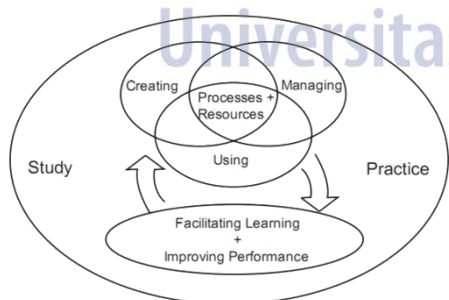 Universita
Creating
Managing
Processes +
Resources
Using
Study
Practice
Facilitating Learning
+
Improving Performance